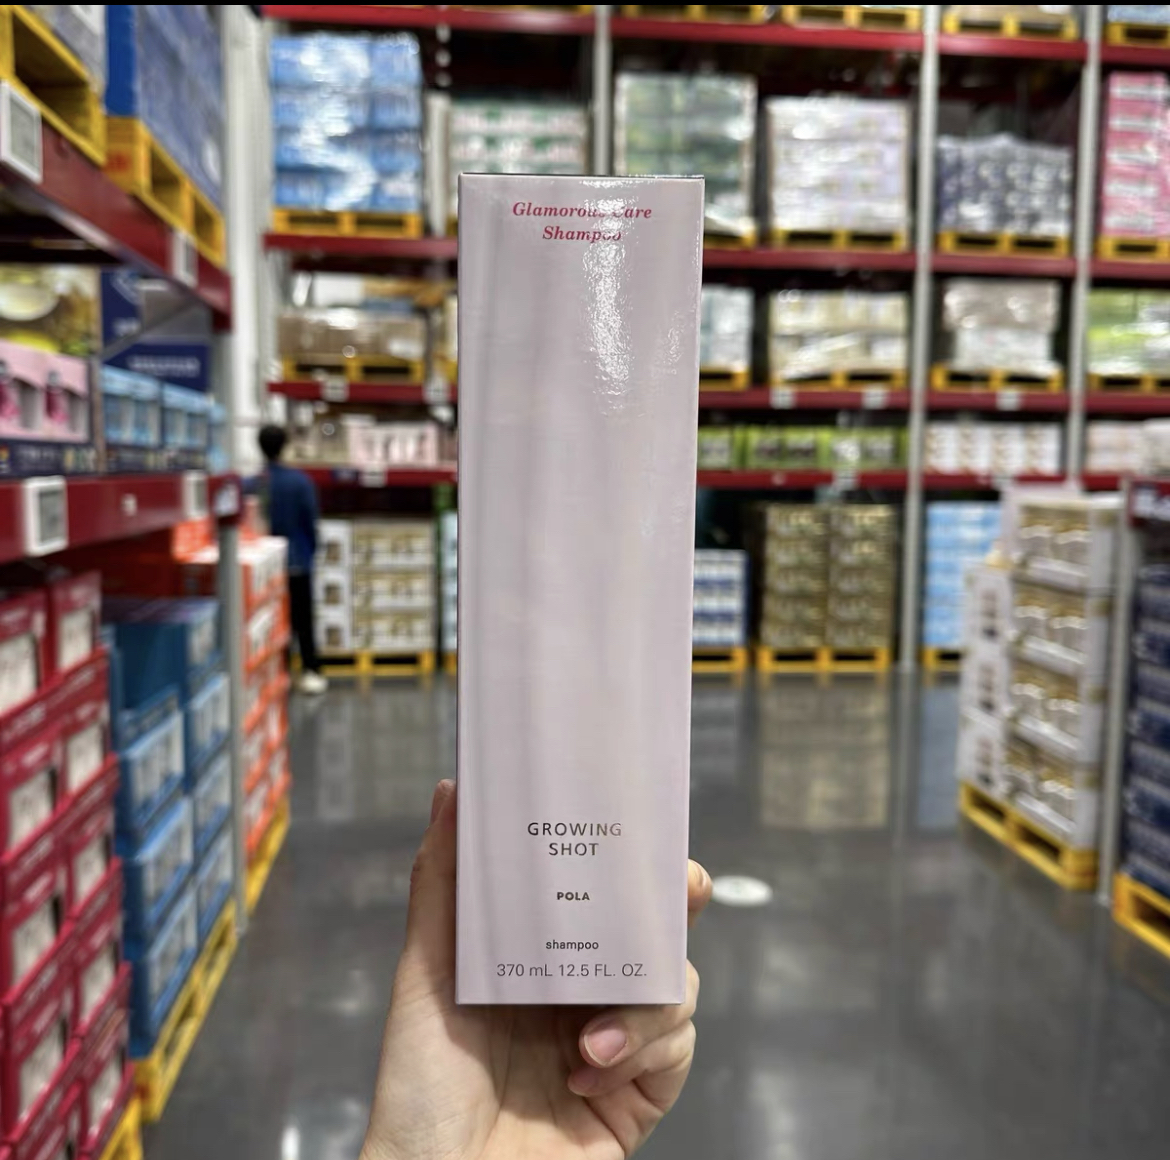 Glamorous Care
Shampoo
GROWING
SHOT
POLA
shampoo
370 mL 12.5 FL. OZ.